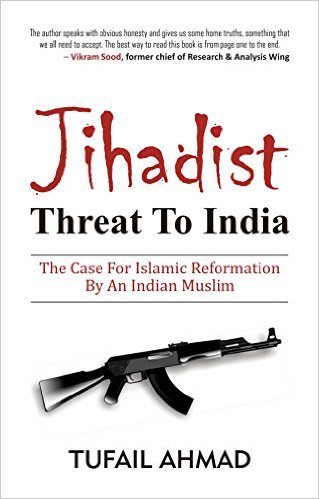 The author speaks with obvious honesty and gives us some home truths, something that
we all need to accept. The best way to read this book is from page one to the end.
– Vikram Sood, former chief of Research & Analysis Wing
Jihadist
Threat To India
The Case For Islamic Reformation
By An Indian Muslim
TUFAIL AHMAD